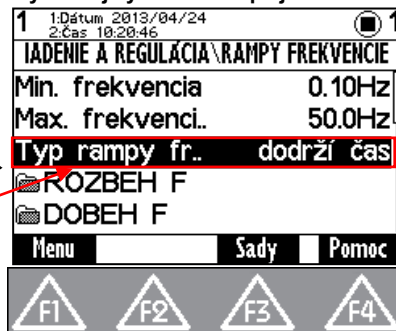 1 1:Dátum 2013/04/24
2:Čas 10:20:46
IADENIE A REGULÁCIA\RAMPY FREKVENCIE
Min. frekvencia 0.10Hz
Max. frekvenci.. 50.0Hz
Typ rampy fr.. dodrží čas
ROZBEH F
DOBEH F
Menu Sady Pomoc
F1 F2 F3 F4